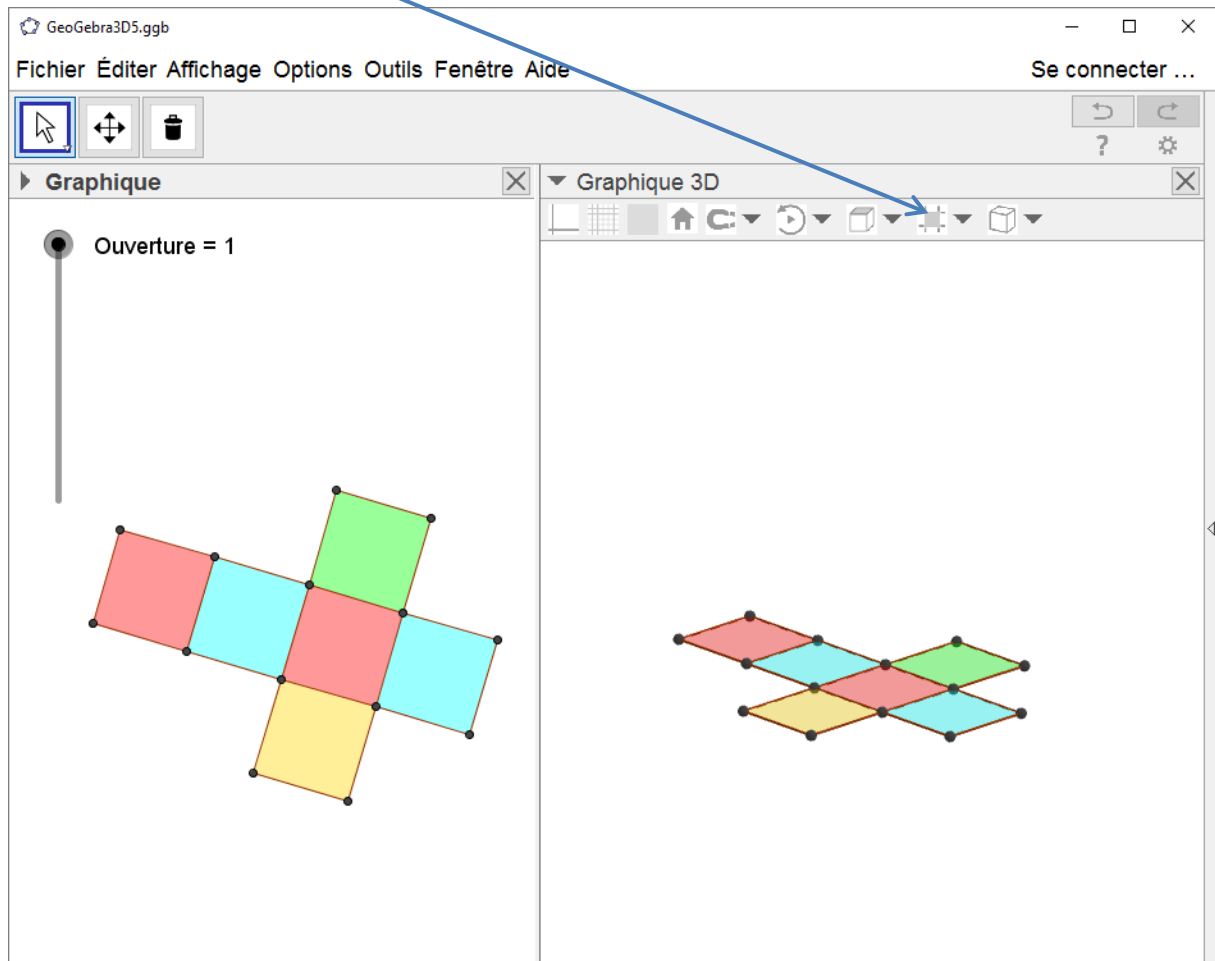 GeoGebra3D5.ggb
Fichier Éditer Affichage Options Outils Fenêtre Aide Se connecter ...
?
Graphique
Graphique 3D
Ouverture = 1